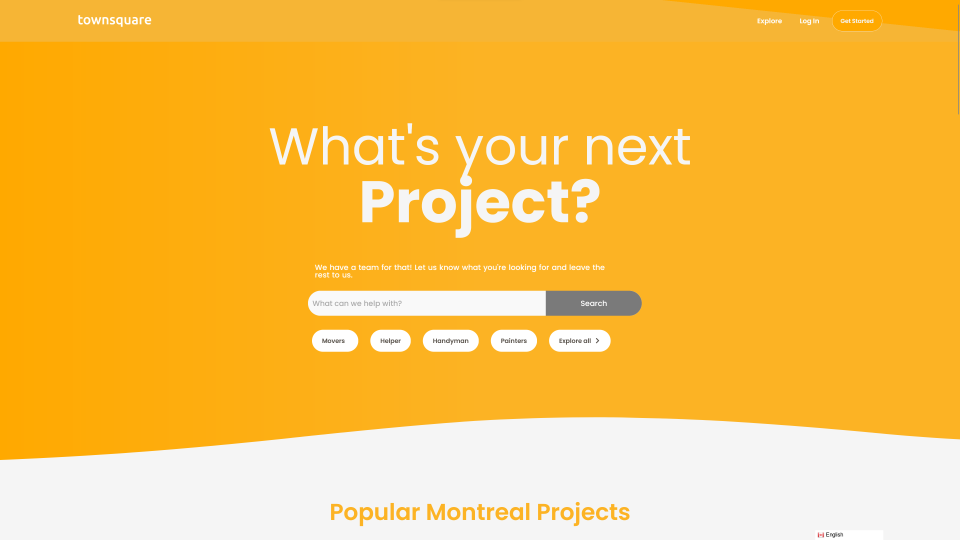 townsquare
Explore
Log In
Get Started
What's your next
Project?
We have a team for that! Let us know what you're looking for and leave the
rest to us.
What can we help with?
Search
Movers
Helper
Handyman
Painters
Explore all
Popular Montreal Projects
English